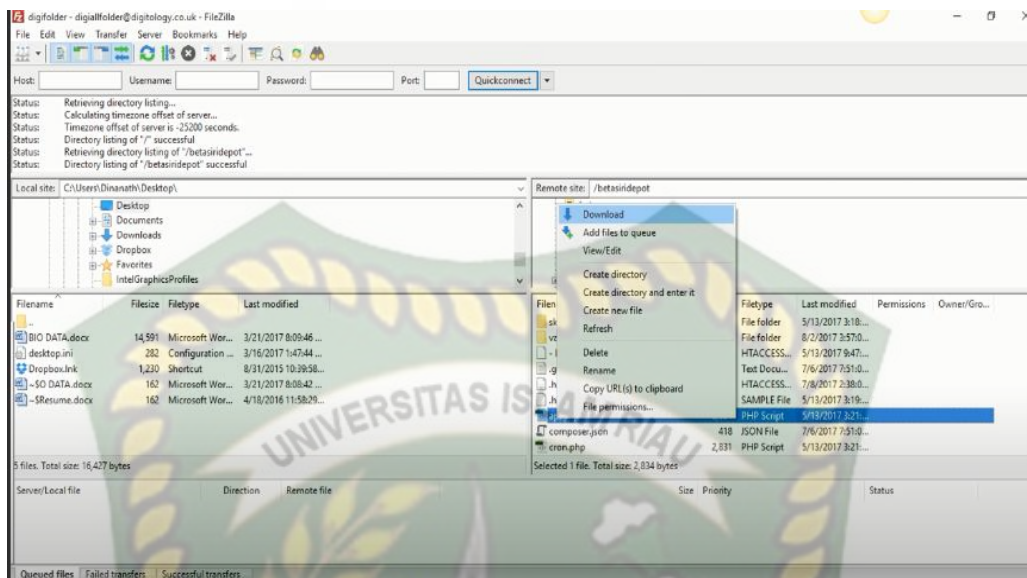 digifolder - digiallfolder@digitology.co.uk - FileZilla
File Edit View Transfer Server Bookmarks Help
Host: Username: Password: Port: Quickconnect
Status: Retrieving directory listing...
Status: Calculating timezone offset of server...
Status: Timezone offset of server is -25200 seconds.
Status: Directory listing of "/" successful
Status: Retrieving directory listing of "/betasiridepot"...
Status: Directory listing of "/betasiridepot" successful
Local site: C:\Users\Dinanath\Desktop\
Desktop
Documents
Downloads
Dropbox
Favorites
IntelGraphicsProfiles
Filename Filesize Filetype Last modified
..
BIO DATA.docx 14,591 Microsoft Wor... 3/21/2017 8:09:46 ...
desktop.ini 282 Configuration ... 3/16/2017 1:47:44 ...
Dropbox.lnk 1,230 Shortcut 8/31/2015 10:39:58...
~$O DATA.docx 162 Microsoft Wor... 3/21/2017 8:08:42 ...
~$Resume.docx 162 Microsoft Wor... 4/18/2016 11:58:29...
5 files. Total size: 16,427 bytes
Remote site: /betasiridepot
Download
Add files to queue
View/Edit
Create directory
Create directory and enter it
Create new file
Refresh
Delete
Rename
Copy URL(s) to clipboard
File permissions...
Filen Filetype Last modified Permissions Owner/Gro...
File folder 5/13/2017 3:18:...
File folder 8/2/2017 3:57:0...
HTACCESS... 5/13/2017 9:47:...
Text Docu... 7/6/2017 7:51:0...
HTACCESS... 7/8/2017 2:38:0...
SAMPLE File 5/13/2017 3:19:...
PHP Script 5/13/2017 3:21:...
composer.json 418 JSON File 7/6/2017 7:51:0...
cron.php 2,831 PHP Script 5/13/2017 3:21:...
Selected 1 file. Total size: 2,834 bytes
Server/Local file Direction Remote file Size Priority Status
Queued files Failed transfers Successful transfers
UNIVERSITAS ISLAM RIAU